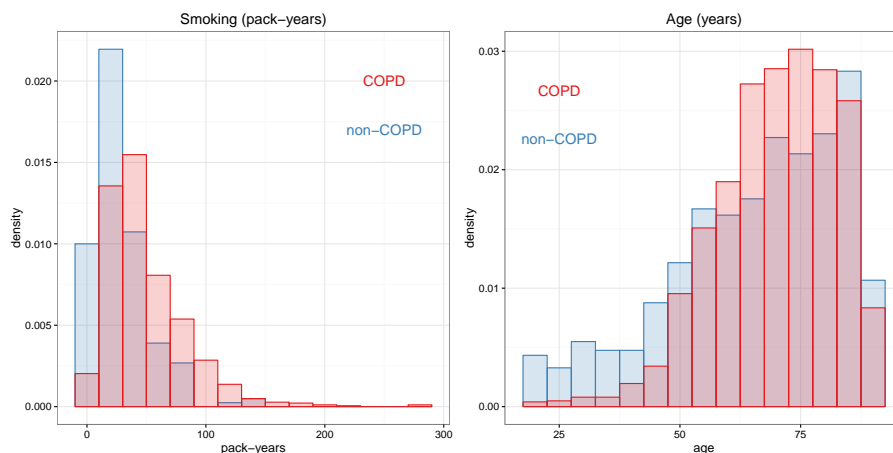 Smoking (pack−years)
COPD
non−COPD
density
0.020
0.015
0.010
0.005
0.000
0
100
200
300
pack−years
Age (years)
COPD
non−COPD
density
0.03
0.02
0.01
0.00
25
50
75
age